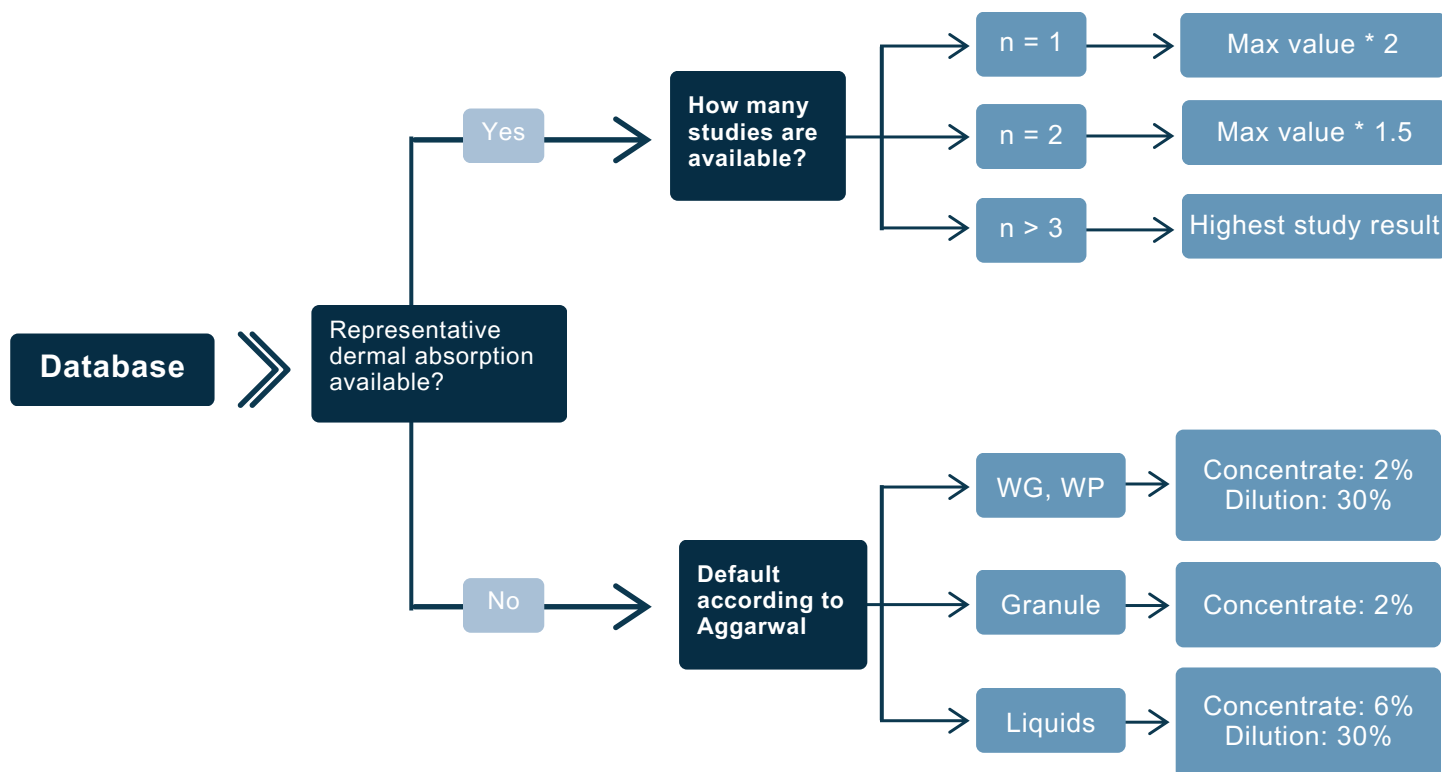 Database
Representative
dermal absorption
available?
Yes
How many
studies are
available?
n = 1
Max value * 2
n = 2
Max value * 1.5
n > 3
Highest study result
No
Default
according to
Aggarwal
WG, WP
Concentrate: 2%
Dilution: 30%
Granule
Concentrate: 2%
Liquids
Concentrate: 6%
Dilution: 30%